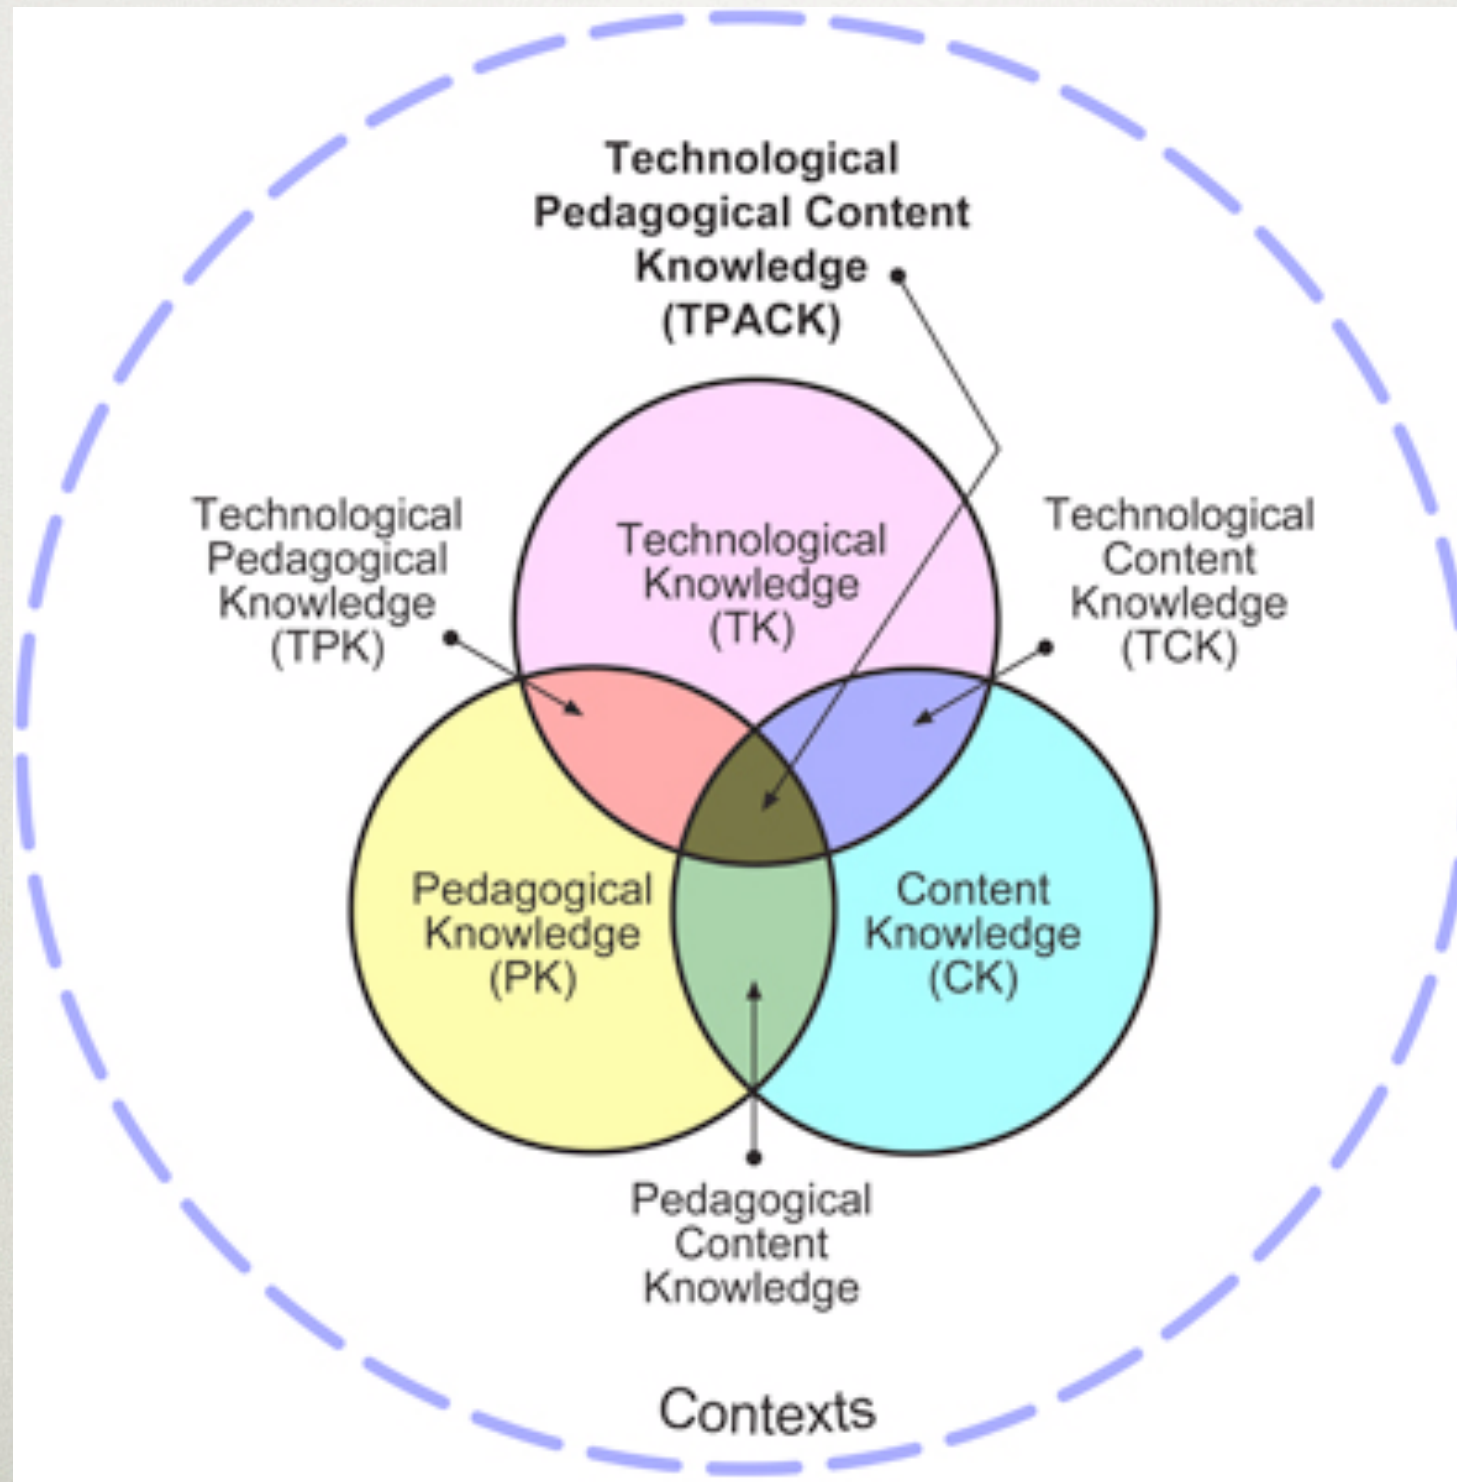 Technological
Pedagogical Content
Knowledge
(TPACK)
Technological
Pedagogical
Knowledge
(TPK)
Technological
Knowledge
(TK)
Technological
Content
Knowledge
(TCK)
Pedagogical
Knowledge
(PK)
Content
Knowledge
(CK)
Pedagogical
Content
Knowledge
Contexts